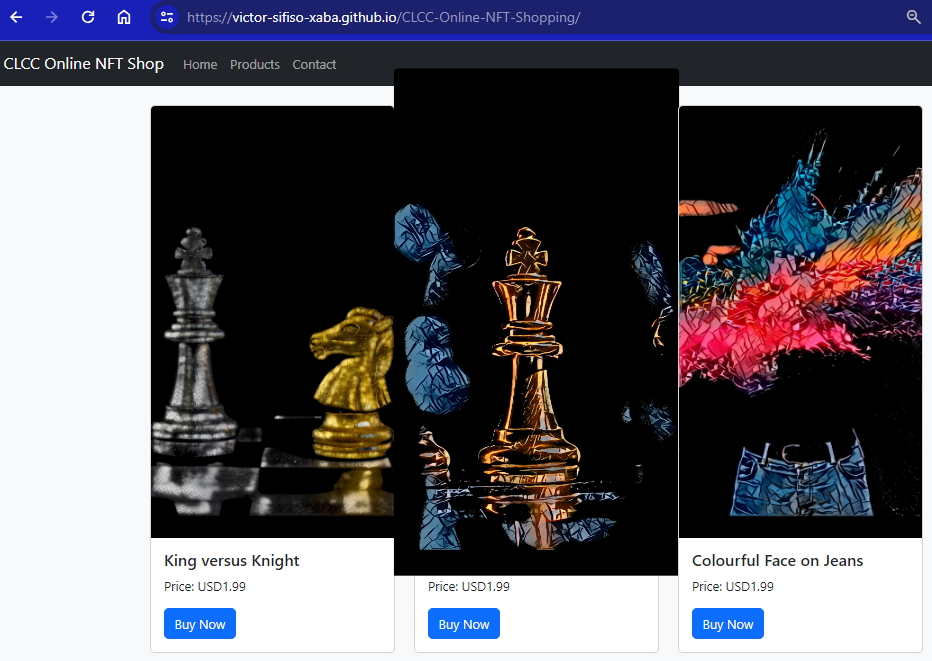 https://victor-sifiso-xaba.github.io/CLCC-Online-NFT-Shopping/
CLCC Online NFT Shop Home Products Contact
King versus Knight
Price: USD1.99
Buy Now
Price: USD1.99
Buy Now
Colourful Face on Jeans
Price: USD1.99
Buy Now